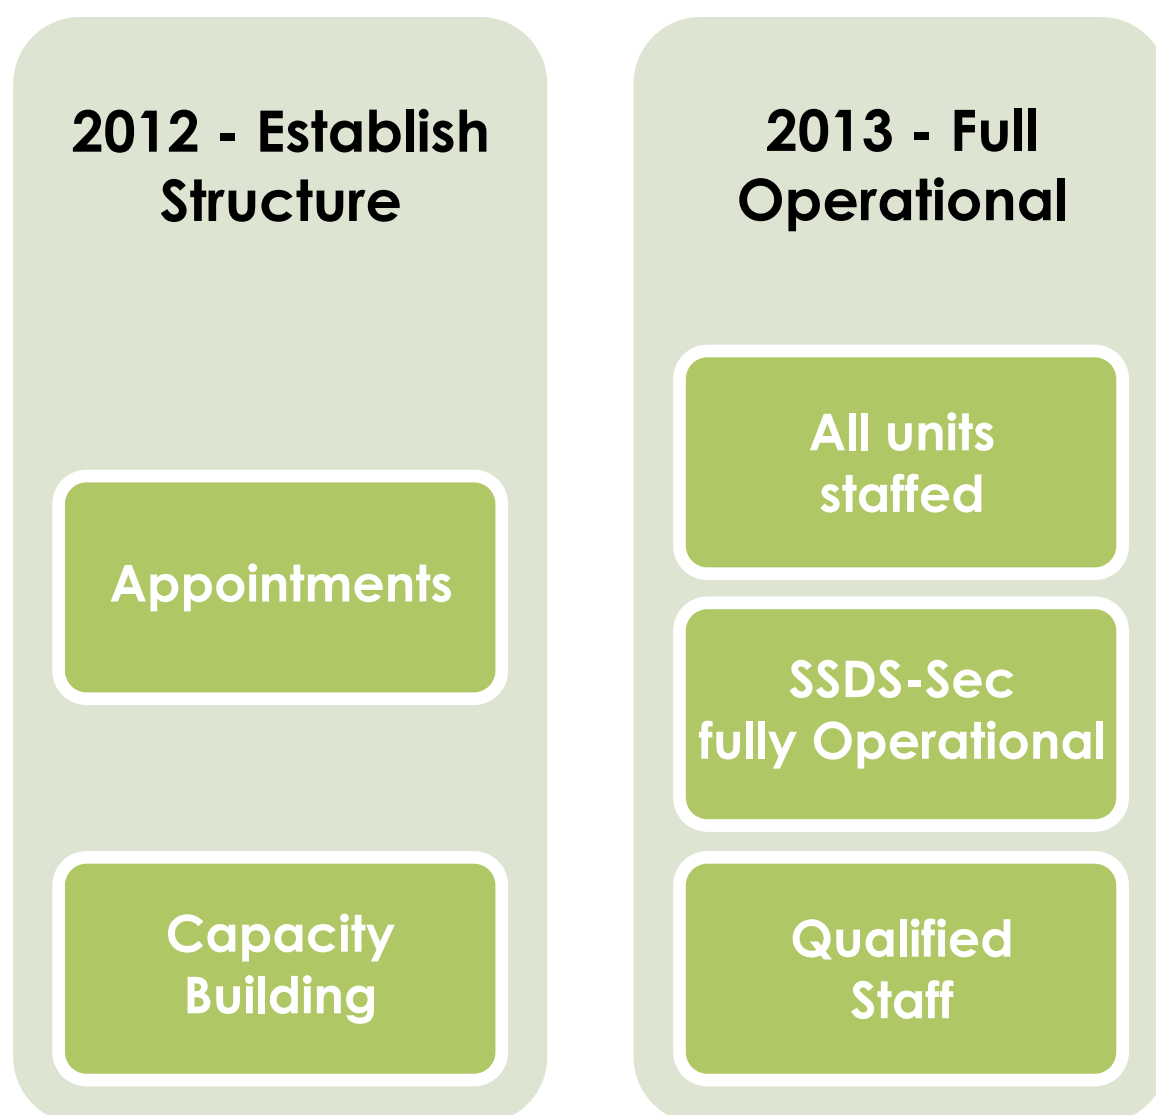 2012 - Establish
Structure
Appointments
Capacity
Building
2013 - Full
Operational
All units
staffed
SSDS-Sec
fully Operational
Qualified
Staff